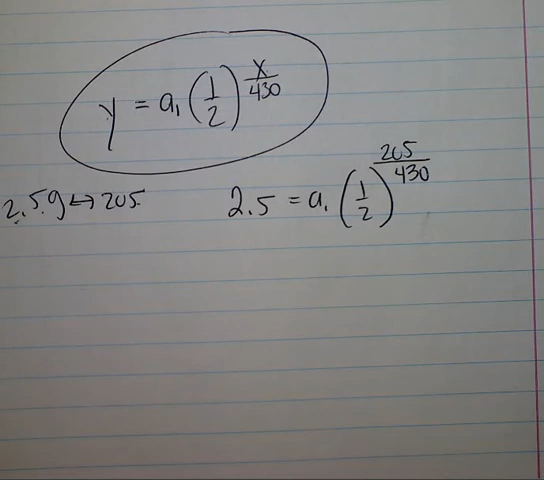 y = a₁(1/2)^(x/430)
2.5g ↔ 205
2.5 = a₁(1/2)^(205/430)